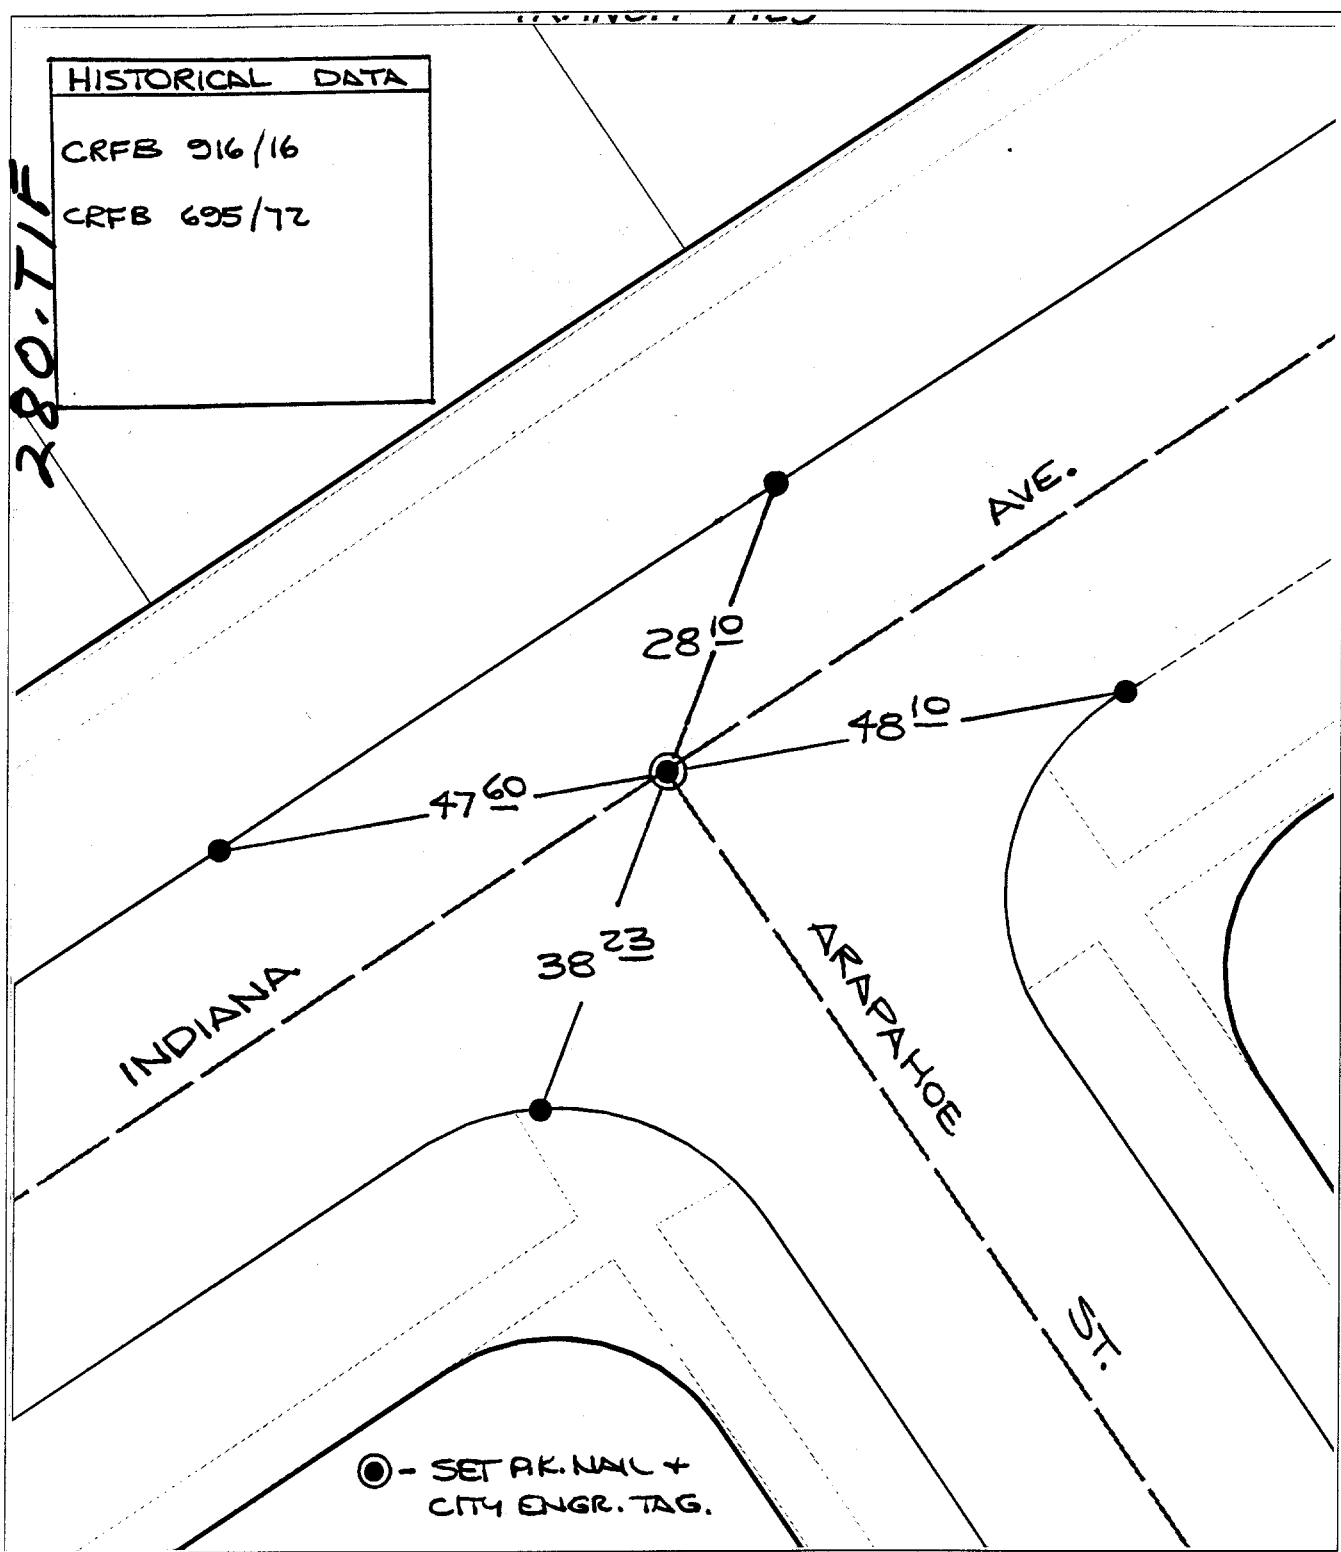 HISTORICAL DATA
CRFB 916/16
CRFB 695/72
280.TIF
AVE.
28 10
48 10
47 60
38 23
INDIANA
ARAPAHOE
ST.
- SET P.K. NAIL +
CITY ENGR. TAG.